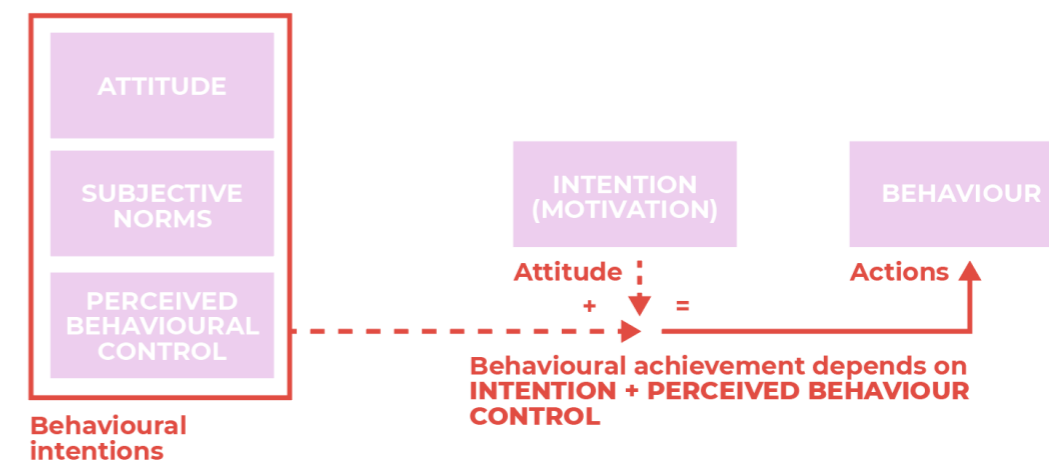 ATTITUDE
SUBJECTIVE
NORMS
PERCEIVED
BEHAVIOURAL
CONTROL
Behavioural
intentions
INTENTION
(MOTIVATION)
Attitude
+ =
Behavioural achievement depends on
INTENTION + PERCEIVED BEHAVIOUR
CONTROL
BEHAVIOUR
Actions